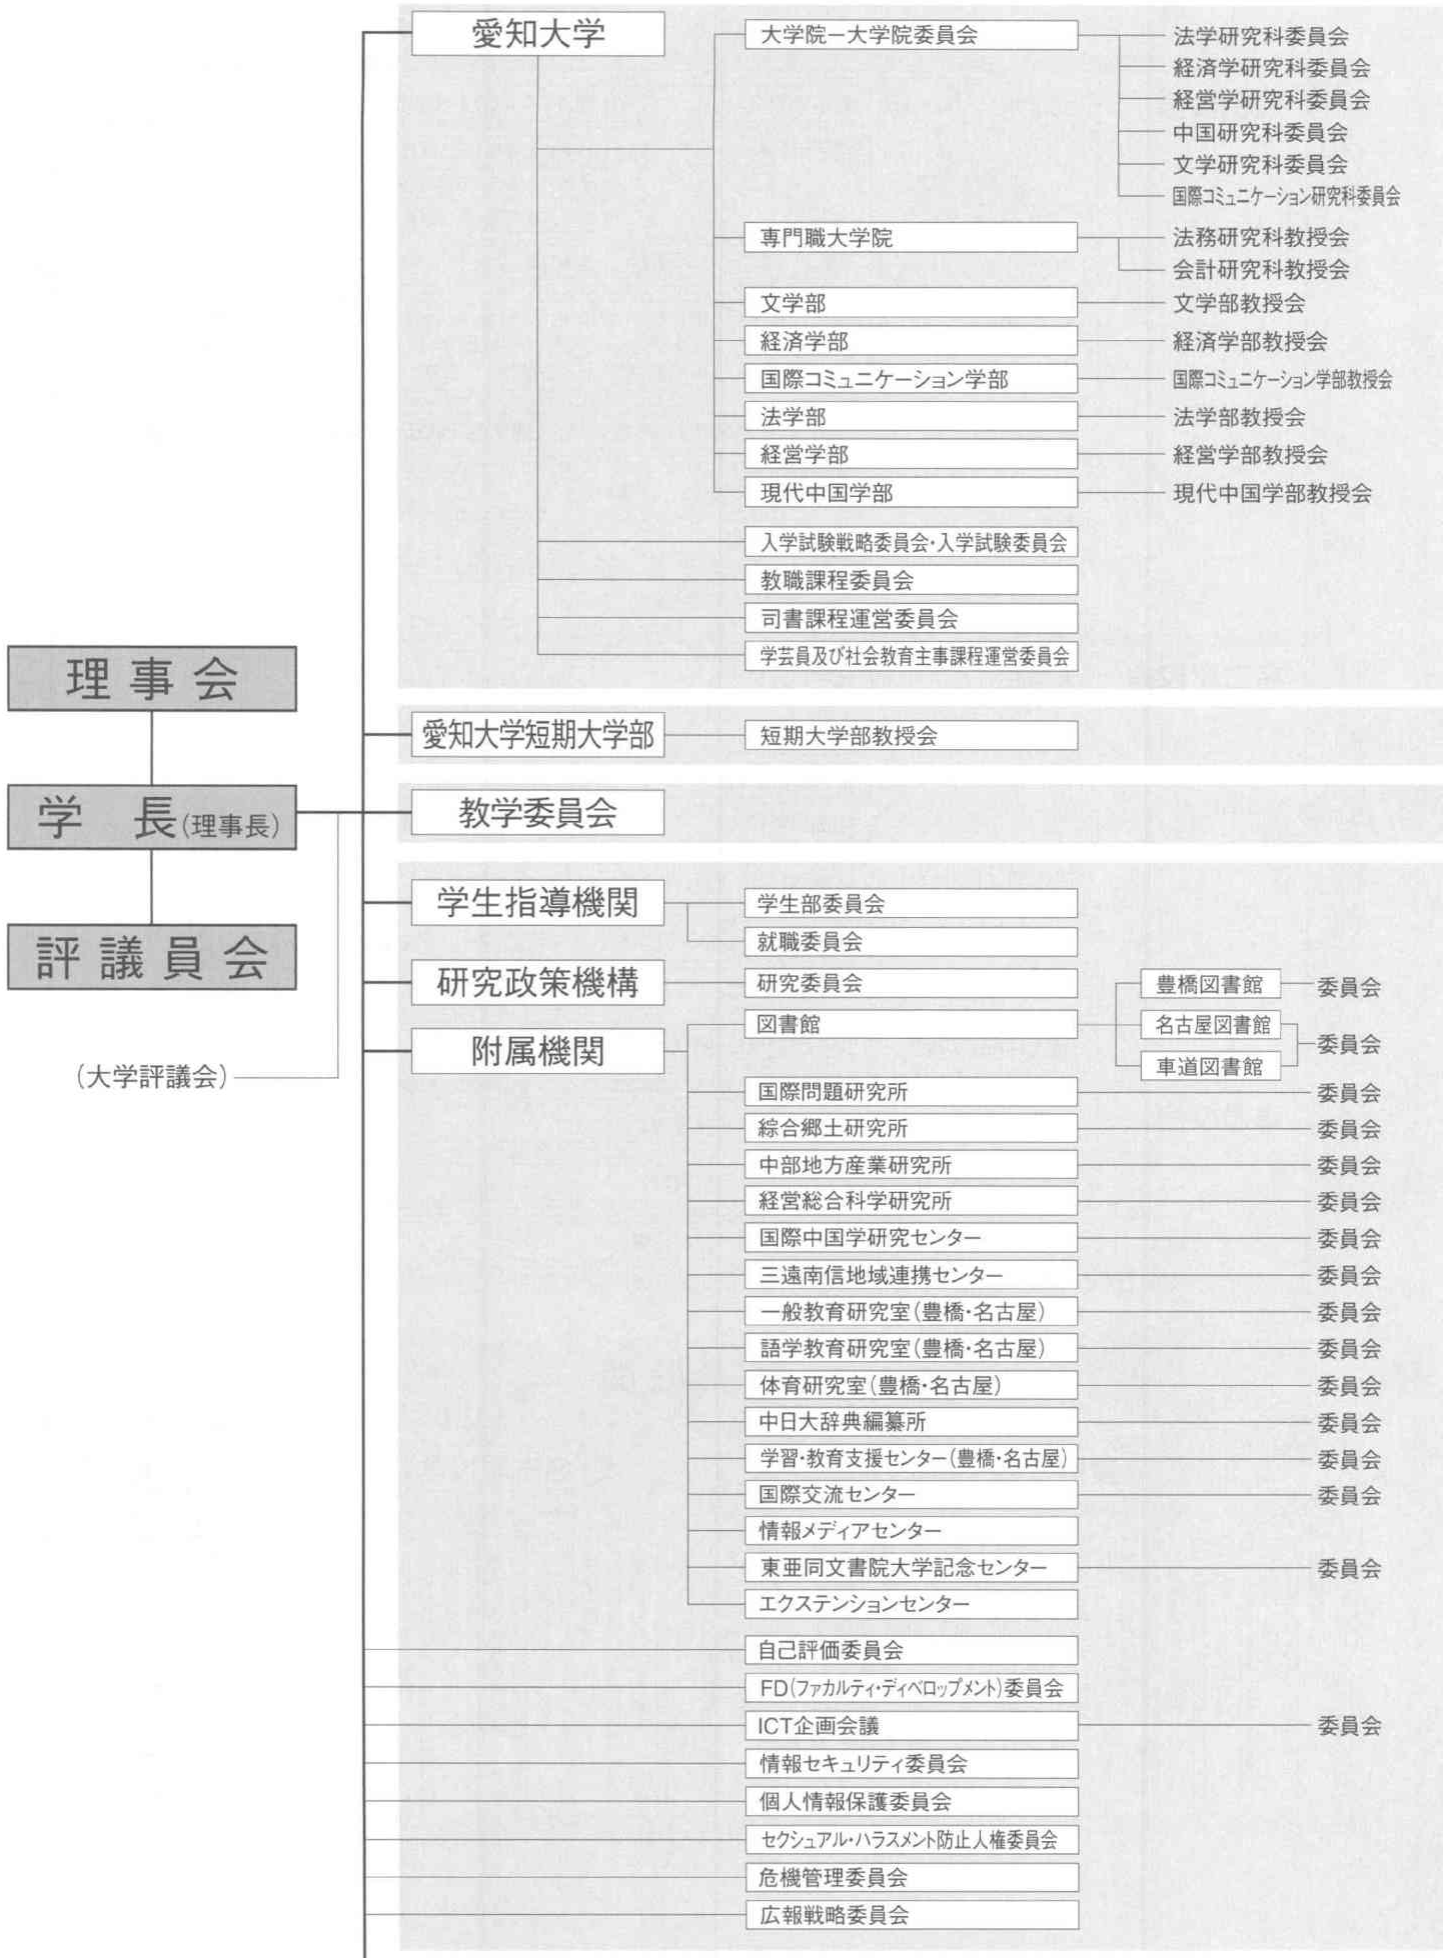 理事会
学 長(理事長)
評議員会
(大学評議会)
愛知大学
大学院ー大学院委員会
法学研究科委員会
経済学研究科委員会
経営学研究科委員会
中国研究科委員会
文学研究科委員会
国際コミュニケーション研究科委員会
専門職大学院
法務研究科教授会
会計研究科教授会
文学部
文学部教授会
経済学部
経済学部教授会
国際コミュニケーション学部
国際コミュニケーション学部教授会
法学部
法学部教授会
経営学部
経営学部教授会
現代中国学部
現代中国学部教授会
入学試験戦略委員会・入学試験委員会
教職課程委員会
司書課程運営委員会
学芸員及び社会教育主事課程運営委員会
愛知大学短期大学部
短期大学部教授会
教学委員会
学生指導機関
学生部委員会
就職委員会
研究政策機構
研究委員会
附属機関
図書館
豊橋図書館
委員会
名古屋図書館
車道図書館
委員会
国際問題研究所
委員会
綜合郷土研究所
委員会
中部地方産業研究所
委員会
経営総合科学研究所
委員会
国際中国学研究センター
委員会
三遠南信地域連携センター
委員会
一般教育研究室(豊橋・名古屋)
委員会
語学教育研究室(豊橋・名古屋)
委員会
体育研究室(豊橋・名古屋)
委員会
中日大辞典編纂所
委員会
学習・教育支援センター(豊橋・名古屋)
委員会
国際交流センター
委員会
情報メディアセンター
東亜同文書院大学記念センター
委員会
エクステンションセンター
自己評価委員会
FD(ファカルティ・ディベロップメント)委員会
ICT企画会議
委員会
情報セキュリティ委員会
個人情報保護委員会
セクシュアル・ハラスメント防止人権委員会
危機管理委員会
広報戦略委員会